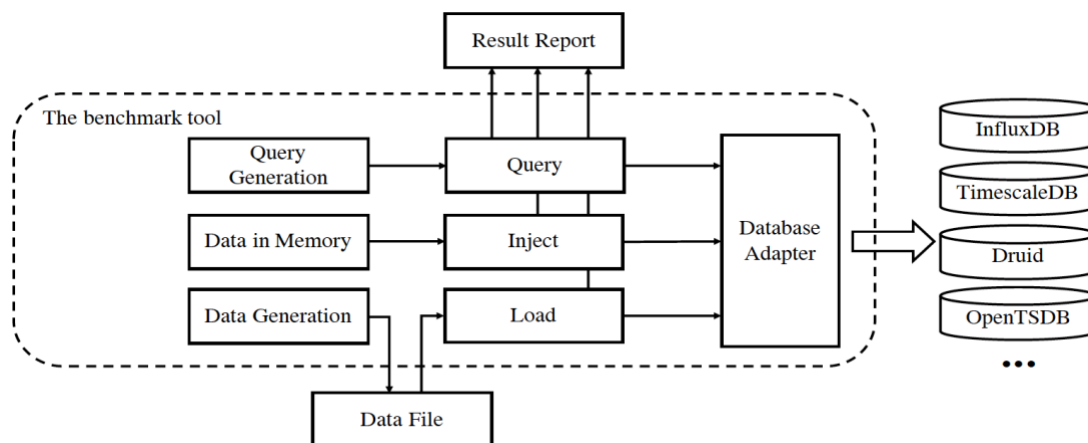 Result Report
The benchmark tool
Query
Generation
Query
Data in Memory
Inject
Data Generation
Load
Database
Adapter
Data File
InfluxDB
TimescaleDB
Druid
OpenTSDB
•••